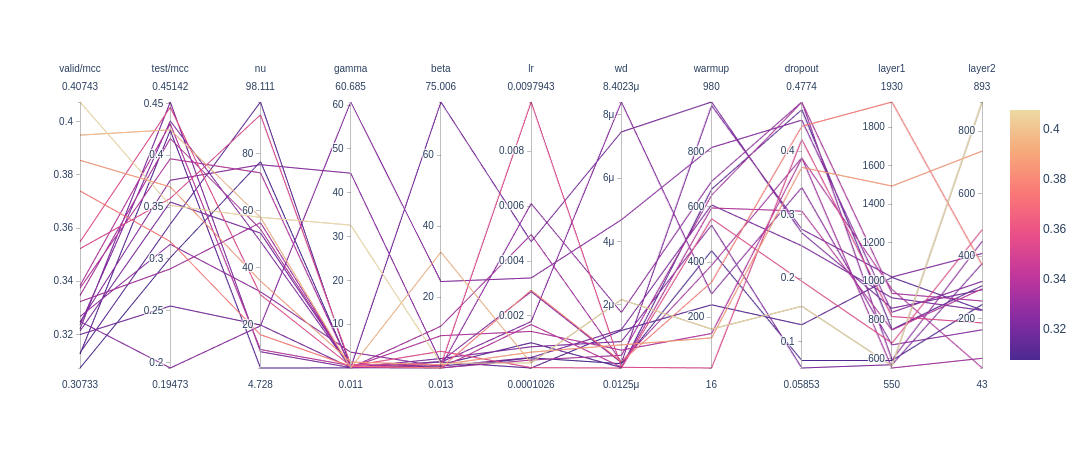 valid/mcc test/mcc nu gamma beta lr wd warmup dropout layer1 layer2
0.40743 0.45142 98.111 60.685 75.006 0.0097943 8.4023μ 980 0.4774 1930 893
0.4 0.38 0.36 0.34 0.32
0.45 0.4 0.35 0.3 0.25 0.2
80 60 40 20
60 50 40 30 20 10
60 40 20
0.008 0.006 0.004 0.002
8μ 6μ 4μ 2μ
800 600 400 200
0.4 0.3 0.2 0.1
1800 1600 1400 1200 1000 800 600
800 600 400 200
0.30733 0.19473 4.728 0.011 0.013 0.0001026 0.0125μ 16 0.05853 550 43
0.4
0.38
0.36
0.34
0.32